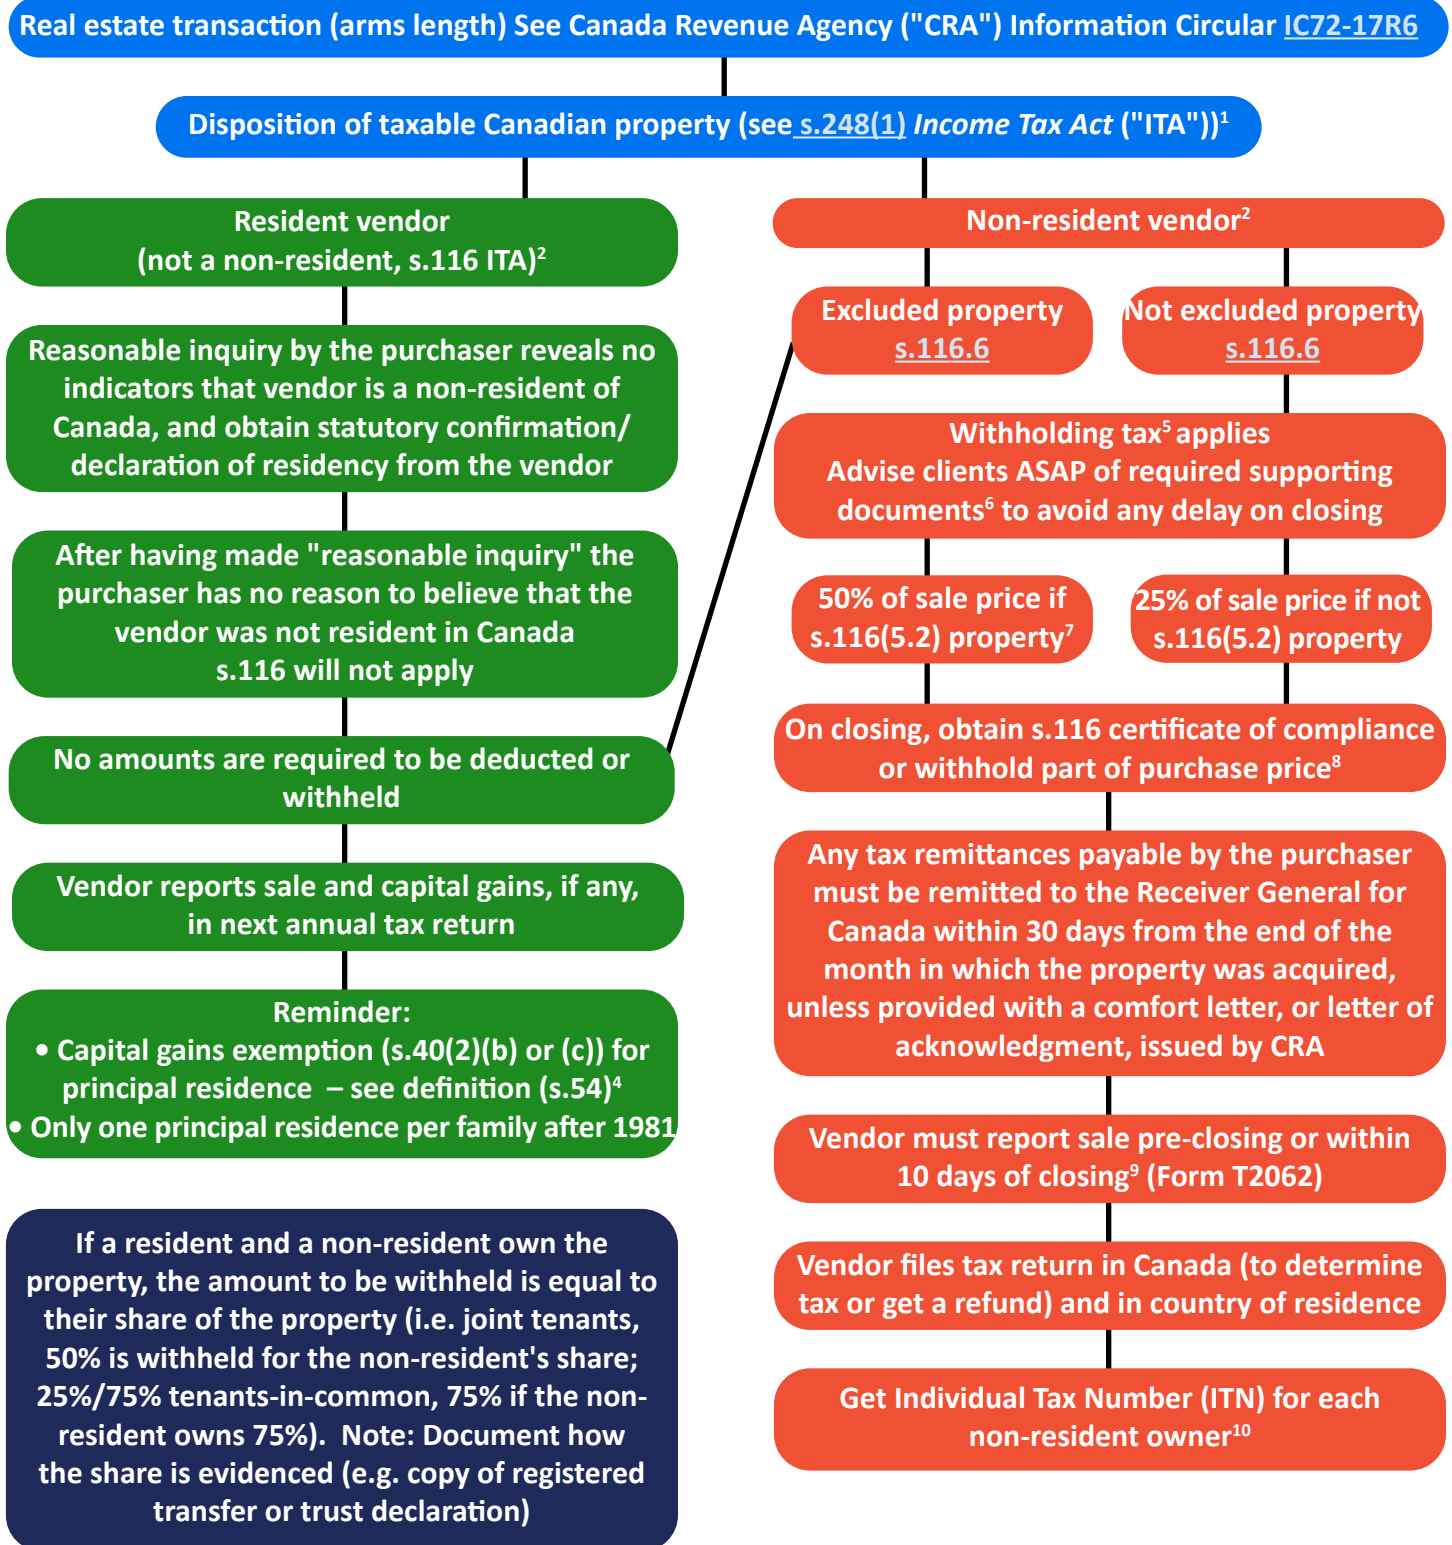 Real estate transaction (arms length) See Canada Revenue Agency ("CRA") Information Circular IC72-17R6
Disposition of taxable Canadian property (see s.248(1) Income Tax Act ("ITA"))1
Resident vendor
(not a non-resident, s.116 ITA)2
Reasonable inquiry by the purchaser reveals no
indicators that vendor is a non-resident of
Canada, and obtain statutory confirmation/
declaration of residency from the vendor
After having made "reasonable inquiry" the
purchaser has no reason to believe that the
vendor was not resident in Canada
s.116 will not apply
No amounts are required to be deducted or
withheld
Vendor reports sale and capital gains, if any,
in next annual tax return
Reminder:
• Capital gains exemption (s.40(2)(b) or (c)) for
principal residence – see definition (s.54)4
• Only one principal residence per family after 1981
If a resident and a non-resident own the
property, the amount to be withheld is equal to
their share of the property (i.e. joint tenants,
50% is withheld for the non-resident's share;
25%/75% tenants-in-common, 75% if the non-
resident owns 75%). Note: Document how
the share is evidenced (e.g. copy of registered
transfer or trust declaration)
Non-resident vendor2
Excluded property
s.116.6
Not excluded property
s.116.6
Withholding tax5 applies
Advise clients ASAP of required supporting
documents6 to avoid any delay on closing
50% of sale price if
s.116(5.2) property7
25% of sale price if not
s.116(5.2) property
On closing, obtain s.116 certificate of compliance
or withhold part of purchase price8
Any tax remittances payable by the purchaser
must be remitted to the Receiver General for
Canada within 30 days from the end of the
month in which the property was acquired,
unless provided with a comfort letter, or letter of
acknowledgment, issued by CRA
Vendor must report sale pre-closing or within
10 days of closing9 (Form T2062)
Vendor files tax return in Canada (to determine
tax or get a refund) and in country of residence
Get Individual Tax Number (ITN) for each
non-resident owner10